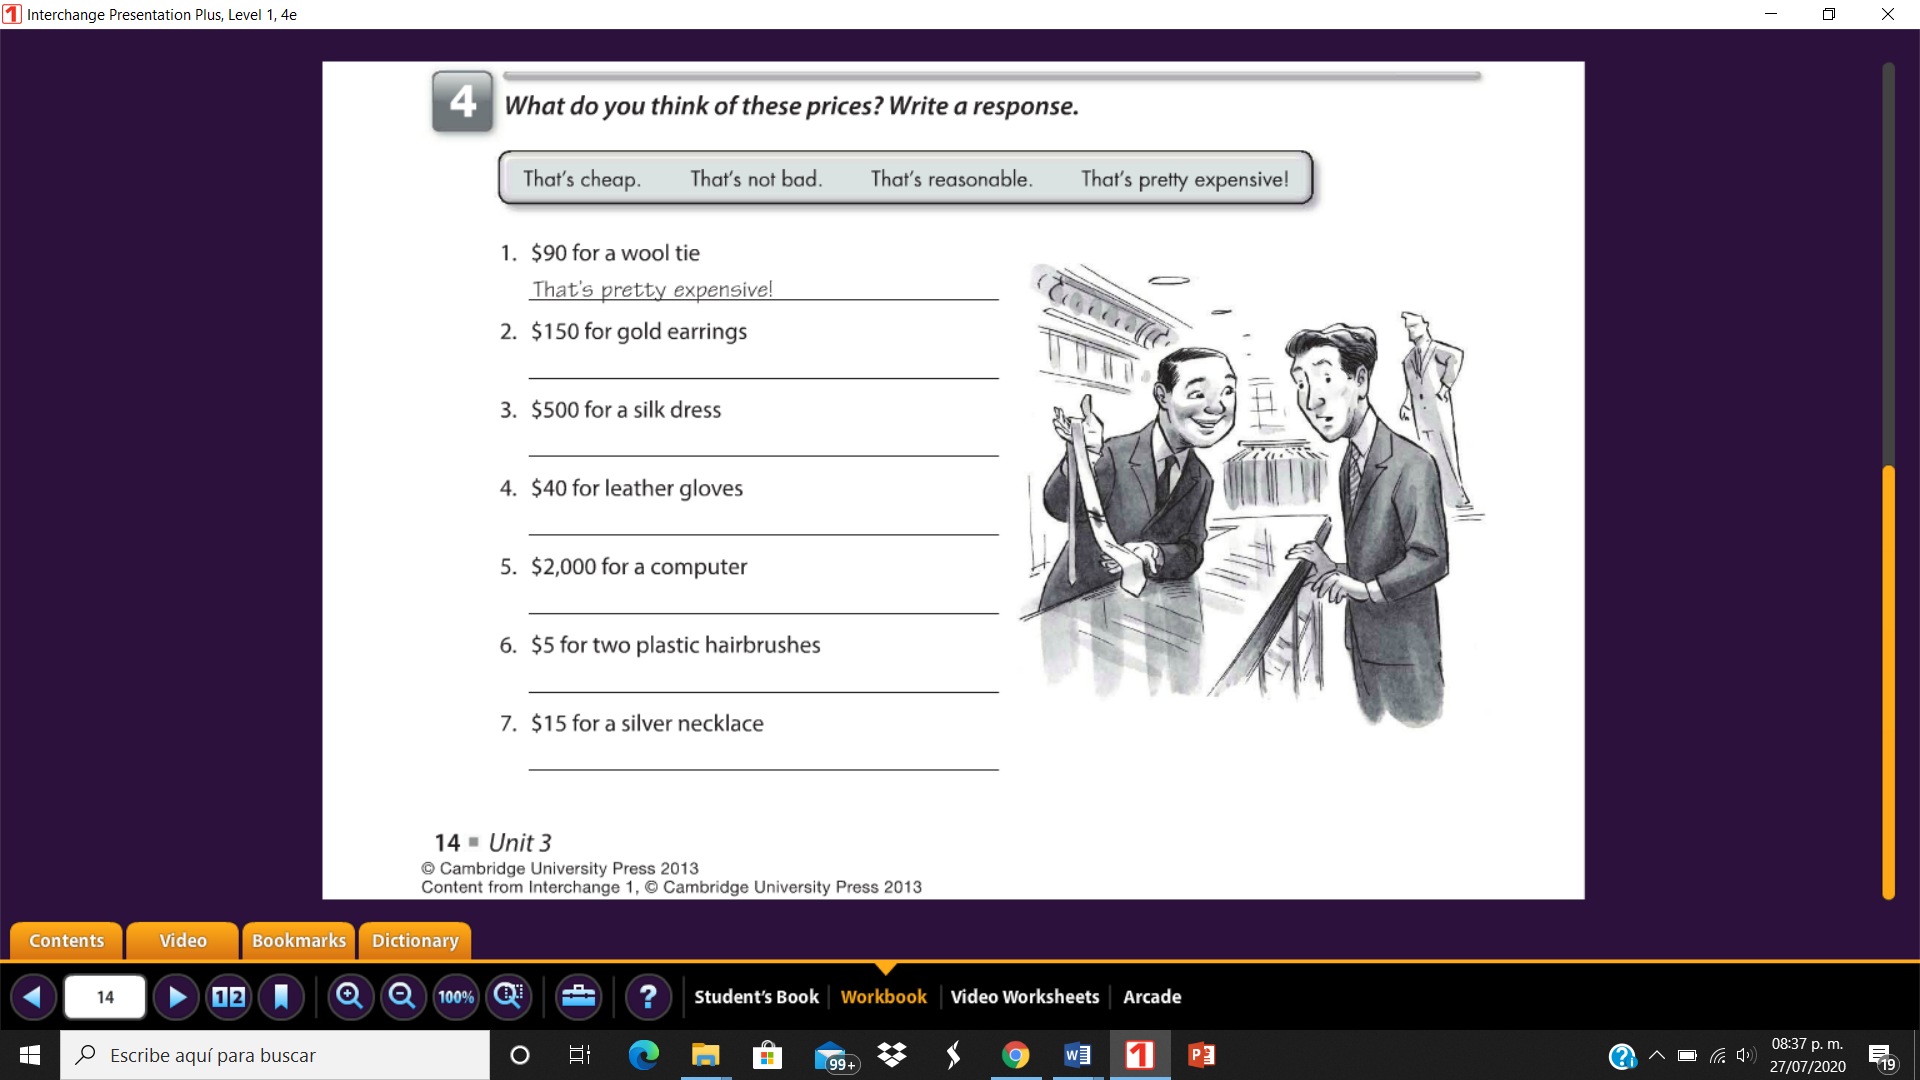 Interchange Presentation Plus, Level 1, 4e
4
What do you think of these prices? Write a response.
That's cheap. That's not bad. That's reasonable. That's pretty expensive!
1. $90 for a wool tie
That's pretty expensive!
2. $150 for gold earrings
3. $500 for a silk dress
4. $40 for leather gloves
5. $2,000 for a computer
6. $5 for two plastic hairbrushes
7. $15 for a silver necklace
14 ■ Unit 3
© Cambridge University Press 2013
Content from Interchange 1, © Cambridge University Press 2013
Contents Video Bookmarks Dictionary
14 12 100% ? Student's Book Workbook Video Worksheets Arcade
Escribe aquí para buscar
99+
08:37 p. m.
27/07/2020
19